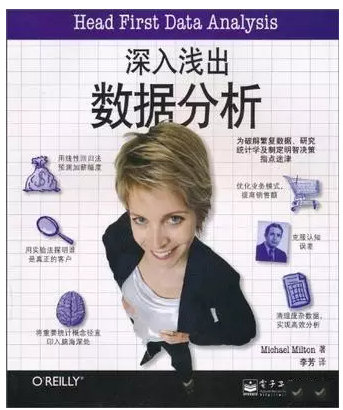 Head First Data Analysis
深入浅出
数据分析
为破解繁复数据、研究
统计学及制定明智决策
指点迷津
用线性回归法
预测加薪幅度
优化业务模式,
提高销售额
用实验法探明谁
是真正的客户
克服认知
误差
将重要统计概念径直
印入脑海深处
清理混杂数据,
实现高效分析
Michael Milton 著
李芳 译
O'REILLY